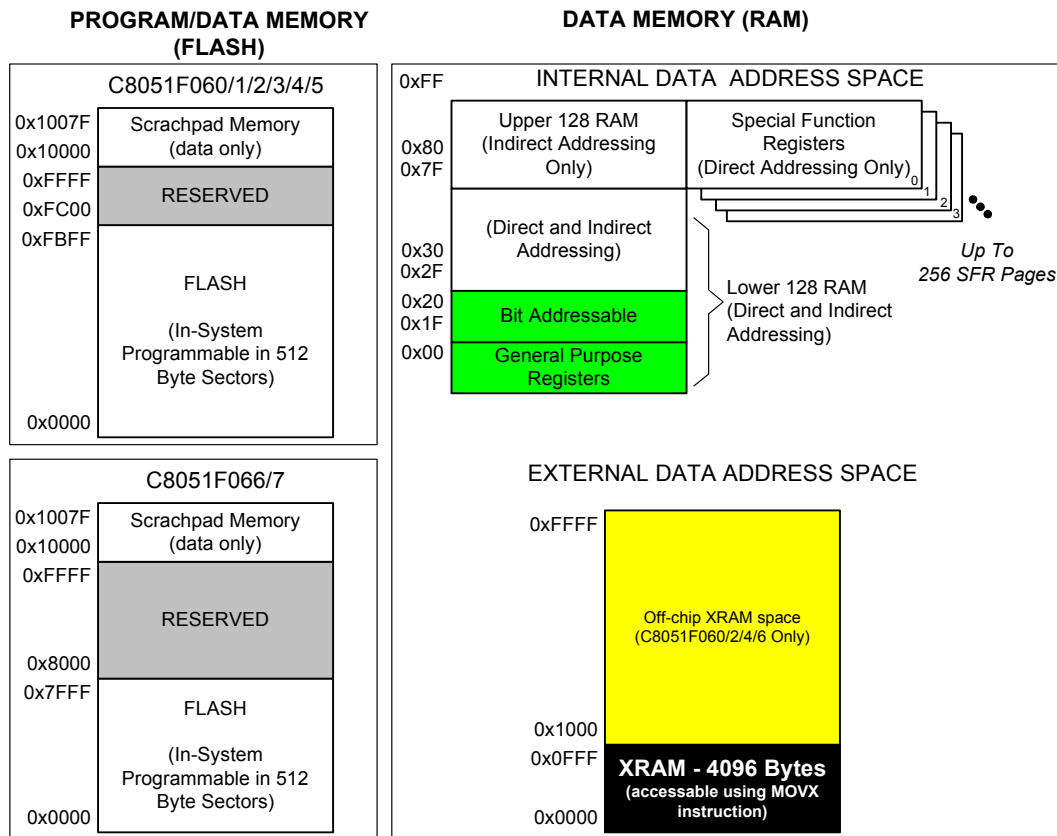 PROGRAM/DATA MEMORY
(FLASH)
C8051F060/1/2/3/4/5
0x1007F
0x10000
Scrachpad Memory
(data only)
0xFFFF
0xFC00
RESERVED
0xFBFF
FLASH
(In-System
Programmable in 512
Byte Sectors)
0x0000
C8051F066/7
0x1007F
0x10000
Scrachpad Memory
(data only)
0xFFFF
RESERVED
0x8000
0x7FFF
FLASH
(In-System
Programmable in 512
Byte Sectors)
0x0000
DATA MEMORY (RAM)
INTERNAL DATA ADDRESS SPACE
0xFF
Upper 128 RAM
(Indirect Addressing
Only)
0x80
0x7F
Special Function
Registers
(Direct Addressing Only)
0
1
2
3
Up To
256 SFR Pages
(Direct and Indirect
Addressing)
0x30
0x2F
Lower 128 RAM
(Direct and Indirect
Addressing)
0x20
0x1F
Bit Addressable
0x00
General Purpose
Registers
EXTERNAL DATA ADDRESS SPACE
0xFFFF
Off-chip XRAM space
(C8051F060/2/4/6 Only)
0x1000
0x0FFF
XRAM - 4096 Bytes
(accessable using MOVX
instruction)
0x0000